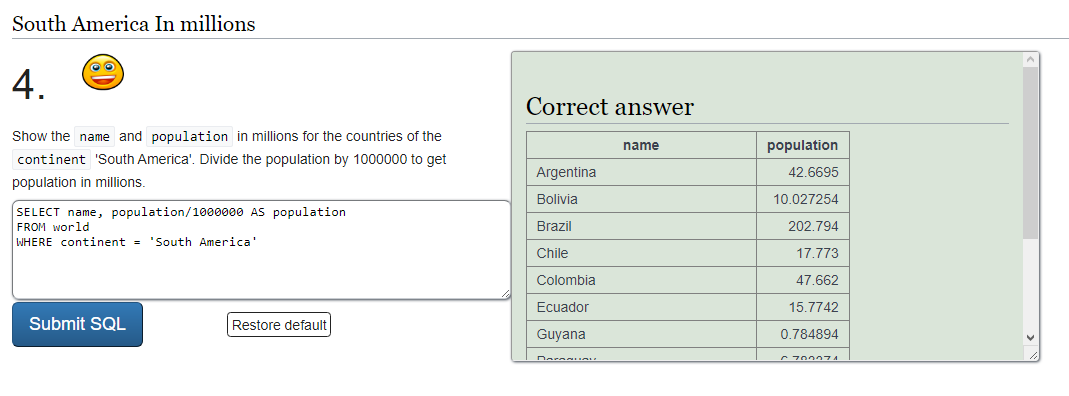 South America In millions
4.
Show the name and population in millions for the countries of the
continent 'South America'. Divide the population by 1000000 to get
population in millions.
SELECT name, population/1000000 AS population
FROM world
WHERE continent = 'South America'
Submit SQL
Restore default
Correct answer
name population
Argentina 42.6695
Bolivia 10.027254
Brazil 202.794
Chile 17.773
Colombia 47.662
Ecuador 15.7742
Guyana 0.784894